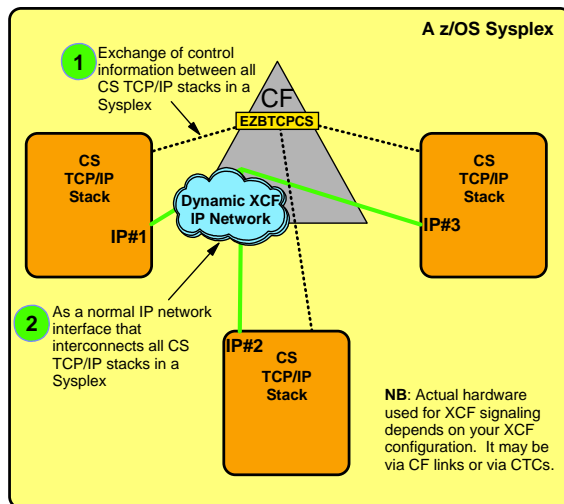 A z/OS Sysplex
1
Exchange of control
information between all
CS TCP/IP stacks in a
Sysplex
CF
EZBTCPCS
CS
TCP/IP
Stack
IP#1
Dynamic XCF
IP Network
CS
TCP/IP
Stack
IP#3
2
As a normal IP network
interface that
interconnects all CS
TCP/IP stacks in a
Sysplex
IP#2
CS
TCP/IP
Stack
NB: Actual hardware
used for XCF signaling
depends on your XCF
configuration. It may be
via CF links or via CTCs.